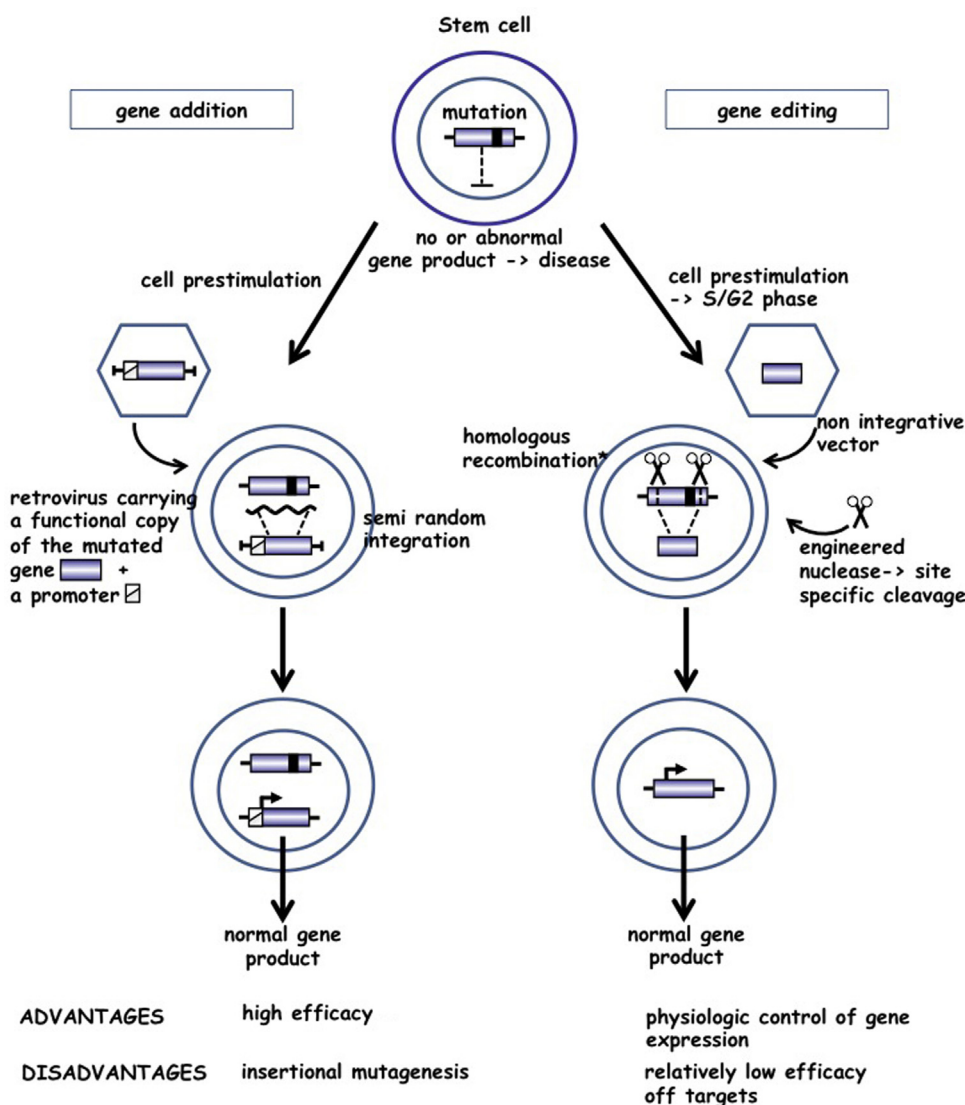 Stem cell
gene addition
mutation
gene editing
no or abnormal
gene product -> disease
cell prestimulation
cell prestimulation
-> S/G2 phase
homologous
recombination*
non integrative
vector
retrovirus carrying
a functional copy
of the mutated
gene +
a promoter
semi random
integration
engineered
nuclease-> site
specific cleavage
normal gene
product
normal gene
product
ADVANTAGES
high efficacy
physiologic control of gene
expression
DISADVANTAGES
insertional mutagenesis
relatively low efficacy
off targets